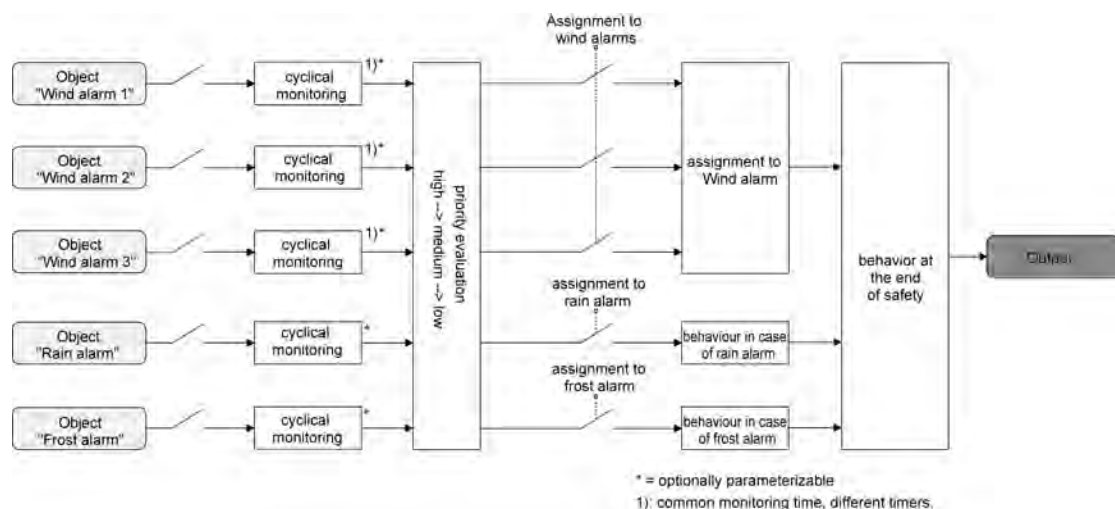 Assignment to
wind alarms
Object
"Wind alarm 1"
cyclical
monitoring
1)*
Object
"Wind alarm 2"
cyclical
monitoring
1)*
Object
"Wind alarm 3"
cyclical
monitoring
1)*
Object
"Rain alarm"
cyclical
monitoring
*
Object
"Frost alarm"
cyclical
monitoring
*
priority evaluation
high --> medium --> low
assignment to
Wind alarm
assignment to
rain alarm
behaviour in case
of rain alarm
assignment to
frost alarm
behaviour in case
of frost alarm
behavior at
the end
of safety
Output
* = optionally parameterizable
1): common monitoring time, different timers.